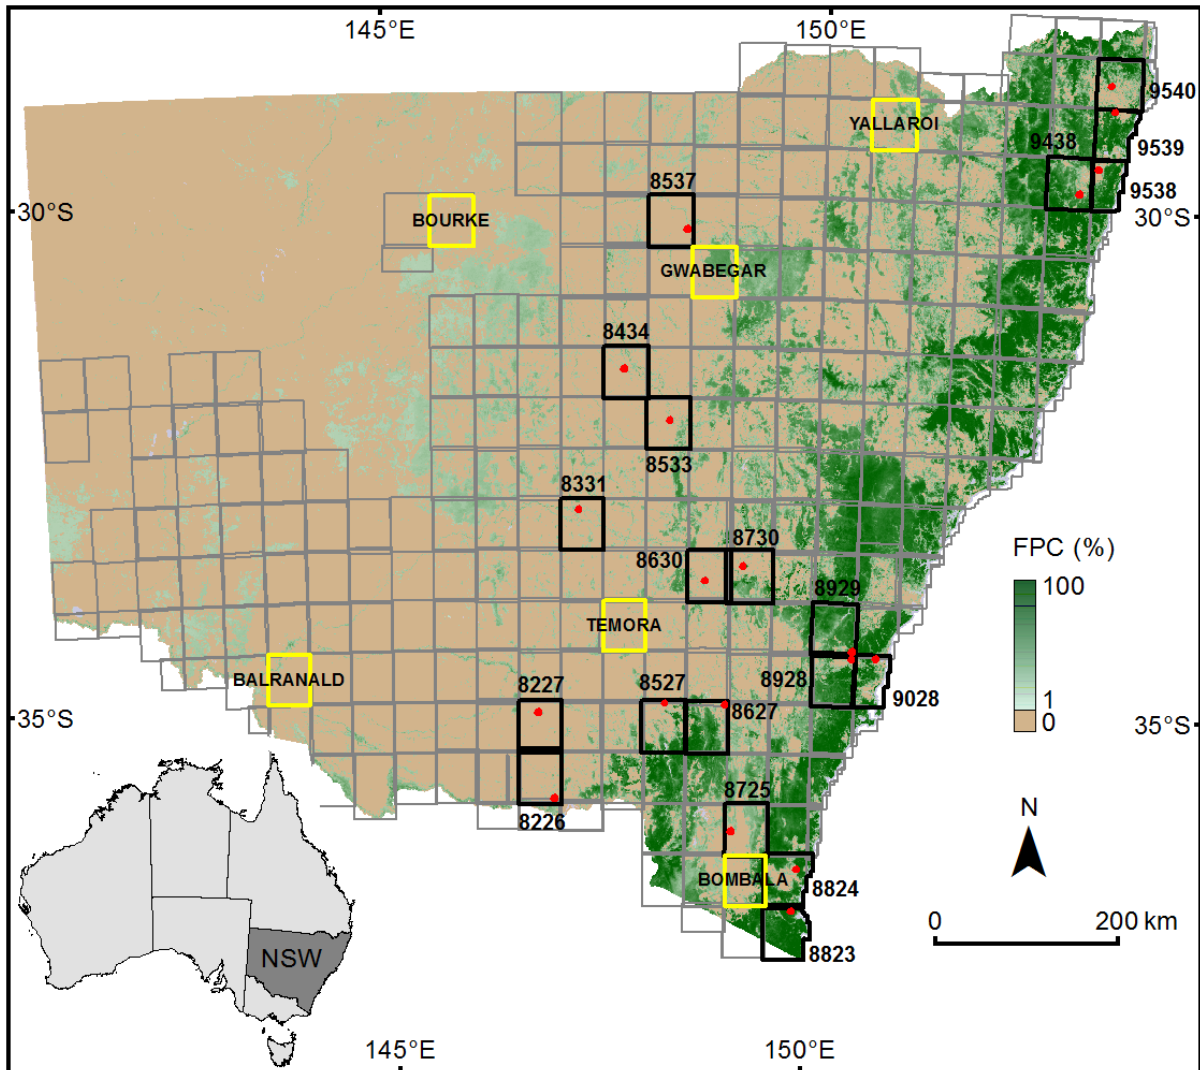 145°E
150°E
YALLAROI
9540
9438
9539
8537
9538
30°S
BOURKE
30°S
GWABEGAR
8434
8533
8331
8630
8730
FPC (%)
8929
100
TEMORA
1
0
BALRANALD
8227
8527
8928
8627
9028
35°S
35°S
8725
8226
N
BOMBALA
8824
0
200 km
8823
NSW
145°E
150°E